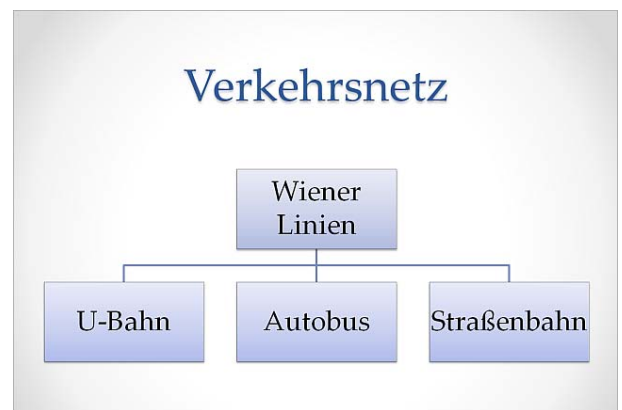 Verkehrsnetz
Wiener
Linien
U-Bahn
Autobus
Straßenbahn